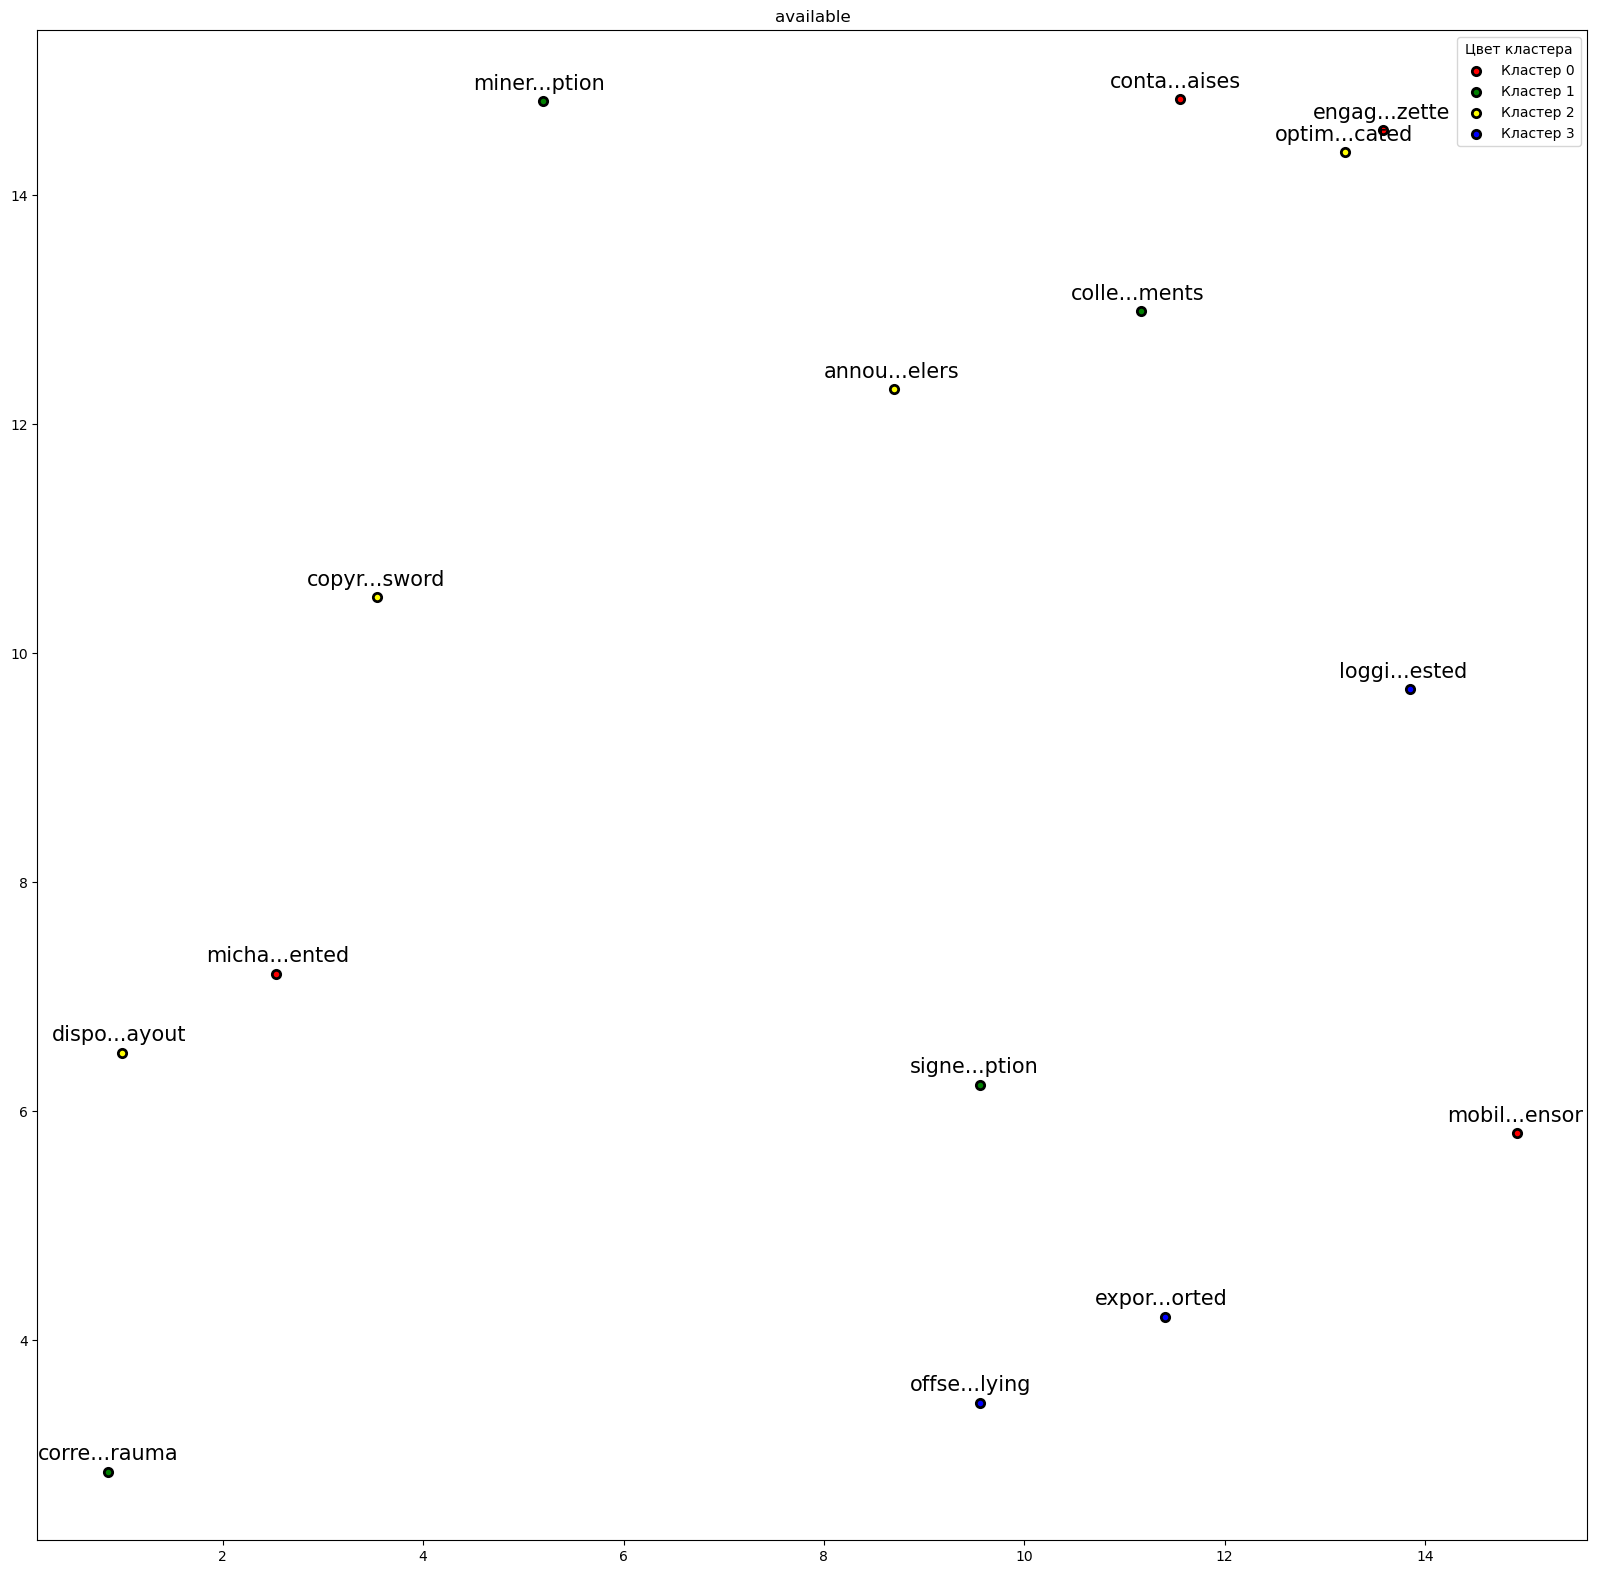 available
miner...ption
conta...aises
engag...zette
optim...cated
Цвет кластера
Кластер 0
Кластер 1
Кластер 2
Кластер 3
colle...ments
annou...elers
copyr...sword
loggi...ested
micha...ented
dispo...ayout
signe...ption
mobil...ensor
expor...orted
offse...lying
corre...rauma
14
12
10
8
6
4
2 4 6 8 10 12 14